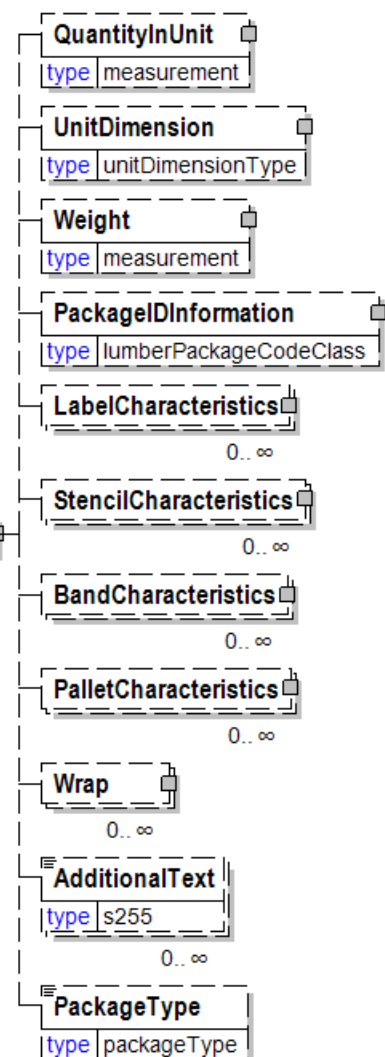 QuantityInUnit
type measurement
UnitDimension
type unitDimensionType
Weight
type measurement
PackageIDInformation
type lumberPackageCodeClass
LabelCharacteristics
0.. ∞
StencilCharacteristics
0.. ∞
BandCharacteristics
0.. ∞
PalletCharacteristics
0.. ∞
Wrap
0.. ∞
AdditionalText
type s255
0.. ∞
PackageType
type packageType